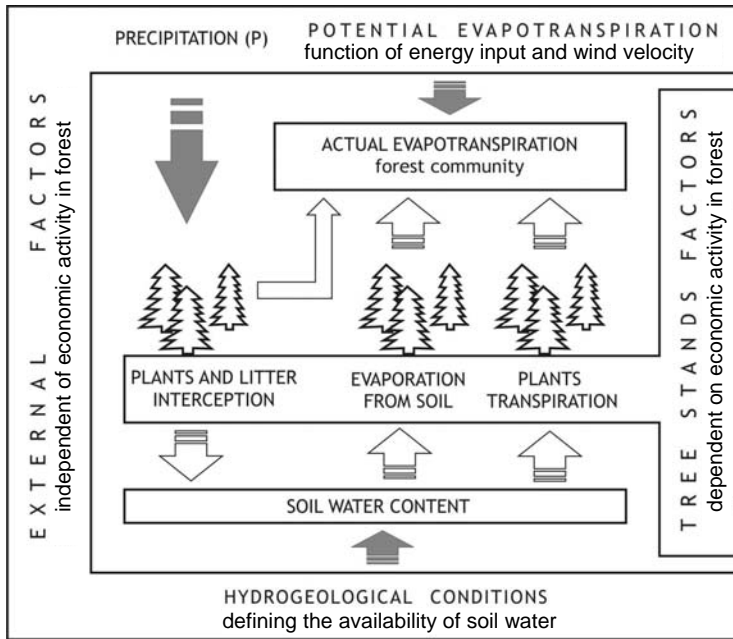 PRECIPITATION (P)
POTENTIAL EVAPOTRANSPIRATION
function of energy input and wind velocity
EXTERNAL FACTORS
independent of economic activity in forest
ACTUAL EVAPOTRANSPIRATION
forest community
TREE STANDS FACTORS
dependent on economic activity in forest
PLANTS AND LITTER
INTERCEPTION
EVAPORATION
FROM SOIL
PLANTS
TRANSPIRATION
SOIL WATER CONTENT
HYDROGEOLOGICAL CONDITIONS
defining the availability of soil water